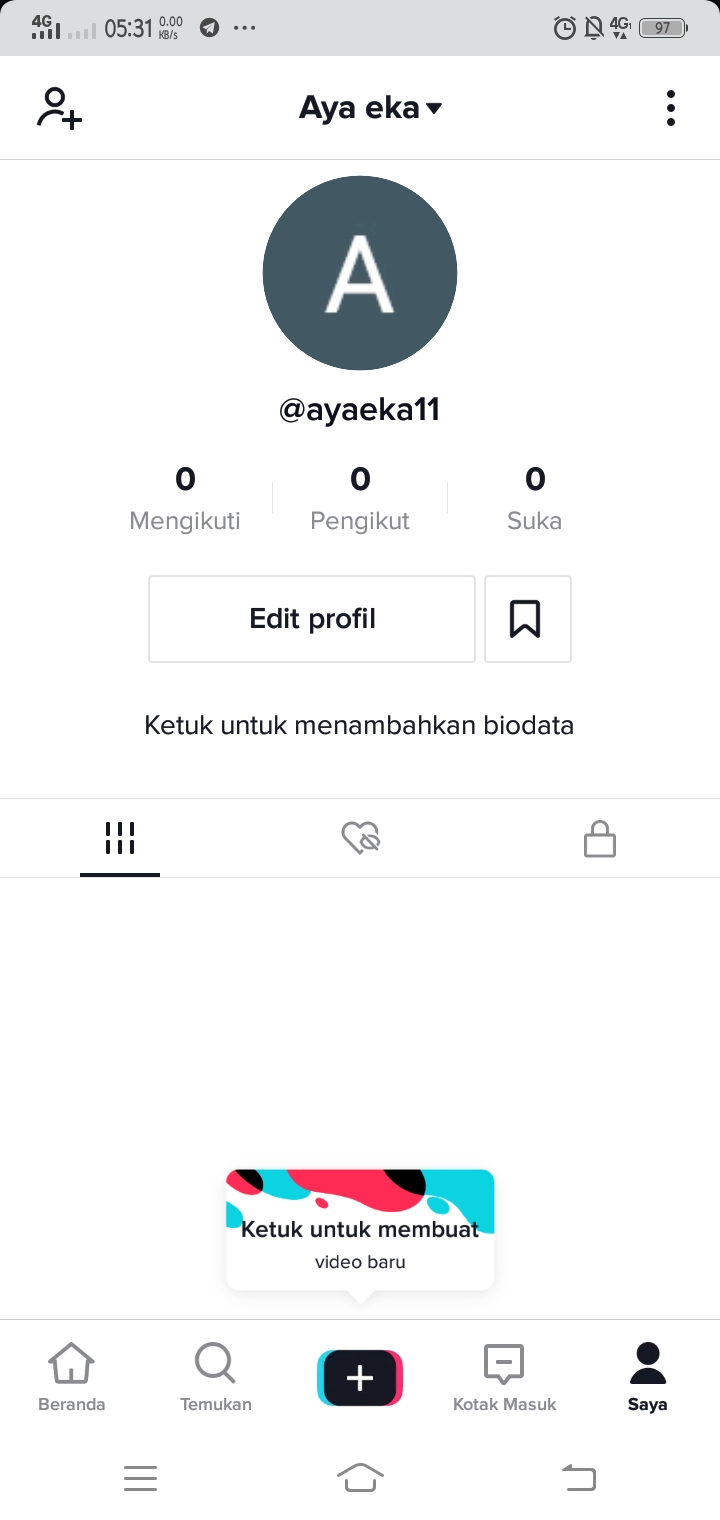 4G 05:31 0.00 KB/s 4G 97
Aya eka
A
@ayaeka11
0 0 0
Mengikuti Pengikut Suka
Edit profil
Ketuk untuk menambahkan biodata
Ketuk untuk membuat
video baru
Beranda Temukan Kotak Masuk Saya